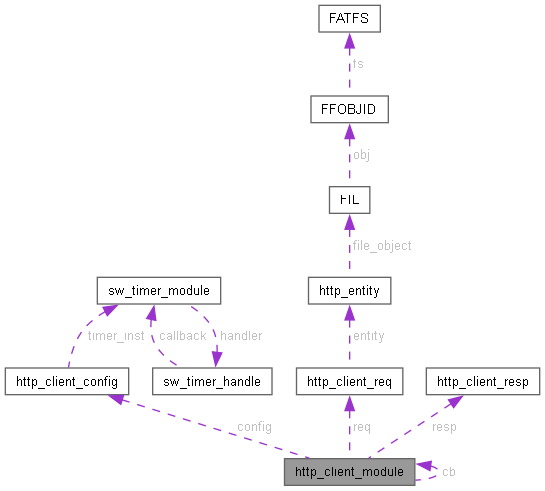 FATFS
fs
FFOBJID
obj
FIL
file_object
sw_timer_module
http_entity
timer_inst
callback
handler
entity
http_client_config
sw_timer_handle
http_client_req
http_client_resp
config
req
resp
http_client_module
cb